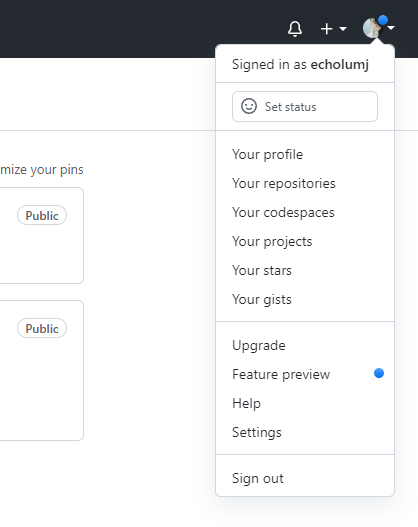 Signed in as echolumj
Set status
mize your pins
Public
Public
Your profile
Your repositories
Your codespaces
Your projects
Your stars
Your gists
Upgrade
Feature preview
Help
Settings
Sign out